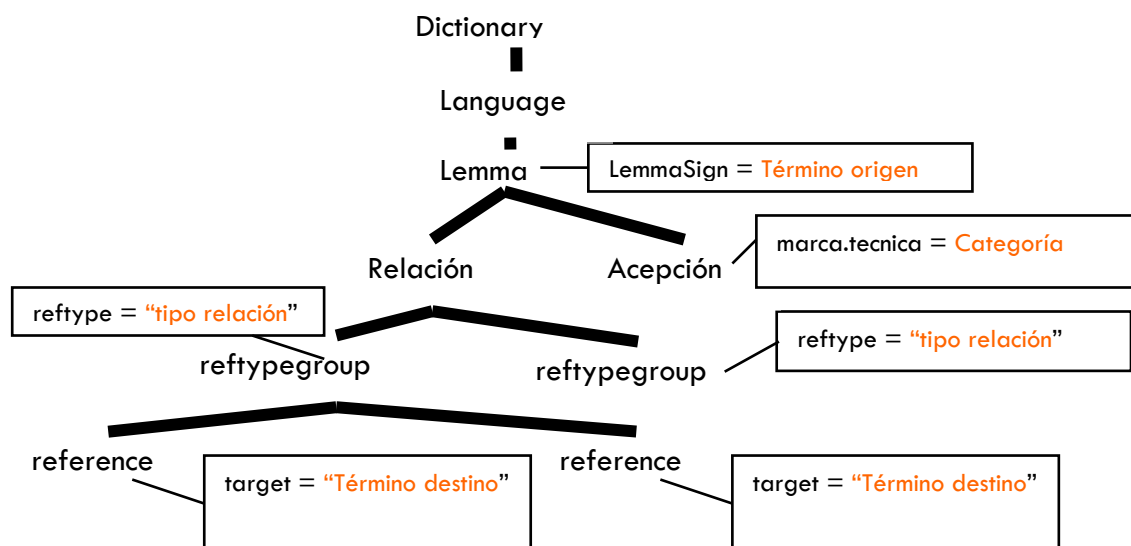 Dictionary
Language
Lemma
LemmaSign = Término origen
Relación
Acepción
marca.tecnica = Categoría
reftype = “tipo relación”
reftypegroup
reftypegroup
reftype = “tipo relación”
reference
target = “Término destino”
reference
target = “Término destino”